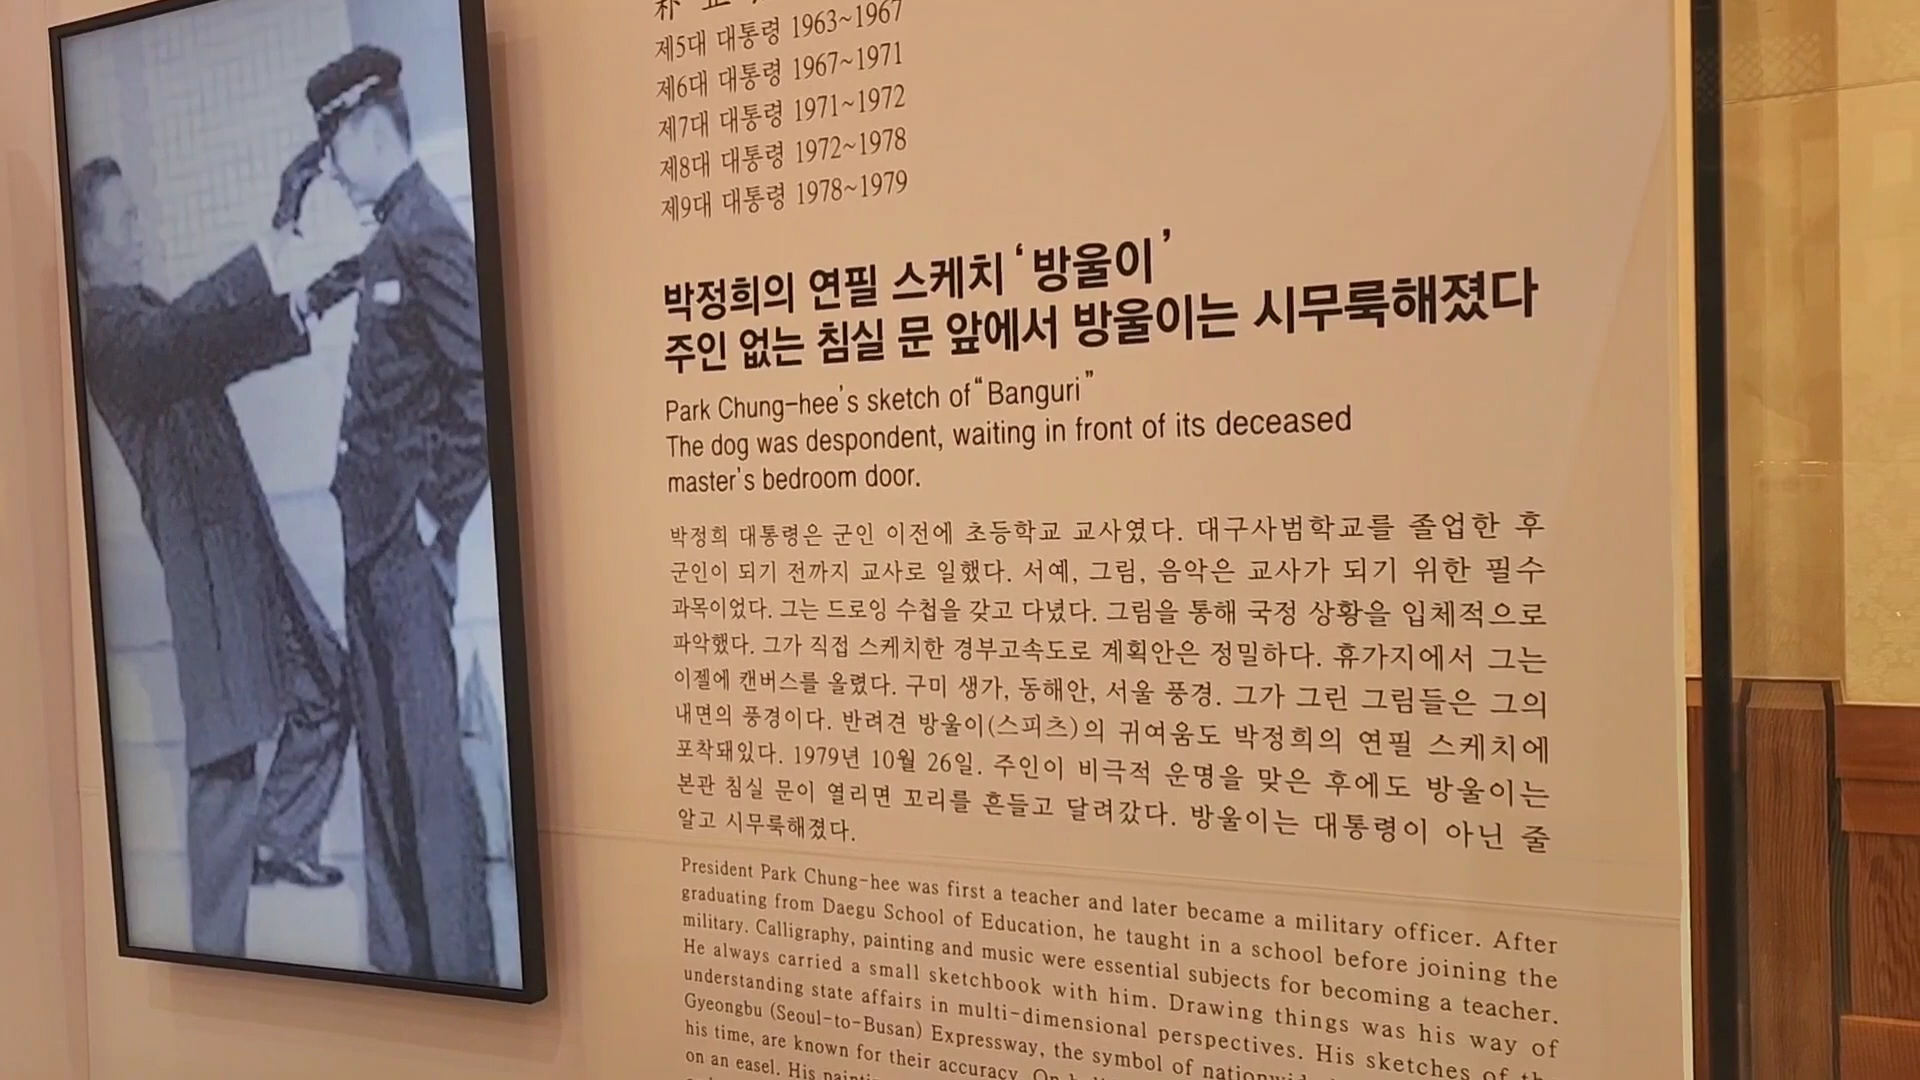 제5대 대통령 1963~1967
제6대 대통령 1967~1971
제7대 대통령 1971~1972
제8대 대통령 1972~1978
제9대 대통령 1978~1979
박정희의 연필 스케치 ‘방울이’
주인 없는 침실 문 앞에서 방울이는 시무룩해졌다
Park Chung-hee’s sketch of “Banguri”
The dog was despondent, waiting in front of its deceased
master’s bedroom door.
박정희 대통령은 군인 이전에 초등학교 교사였다. 대구사범학교를 졸업한 후
군인이 되기 전까지 교사로 일했다. 서예, 그림, 음악은 교사가 되기 위한 필수
과목이었다. 그는 드로잉 수첩을 갖고 다녔다. 그림을 통해 국정 상황을 입체적으로
파악했다. 그가 직접 스케치한 경부고속도로 계획안은 정밀하다. 휴가지에서 그는
이젤에 캔버스를 올렸다. 구미 생가, 동해안, 서울 풍경. 그가 그린 그림들은 그의
내면의 풍경이다. 반려견 방울이(스피츠)의 귀여움도 박정희의 연필 스케치에
포착돼있다. 1979년 10월 26일. 주인이 비극적 운명을 맞은 후에도 방울이는
본관 침실 문이 열리면 꼬리를 흔들고 달려갔다. 방울이는 대통령이 아닌 줄
알고 시무룩해졌다.
President Park Chung-hee was first a teacher and later became a military officer. After
graduating from Daegu School of Education, he taught in a school before joining the
military. Calligraphy, painting and music were essential subjects for becoming a teacher.
He always carried a small sketchbook with him. Drawing things was his way of
understanding state affairs in multi-dimensional perspectives. His sketches of
Gyeongbu (Seoul-to-Busan) Expressway, the symbol of
his time, are known for their accuracy. On
on an easel. His